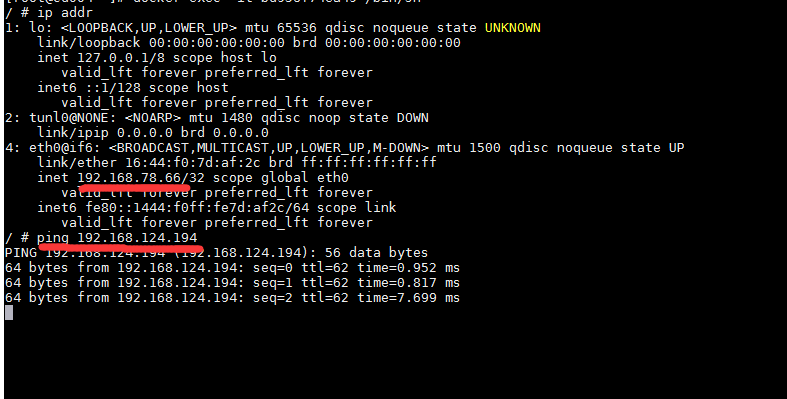 / # ip addr
1: lo: <LOOPBACK,UP,LOWER_UP> mtu 65536 qdisc noqueue state UNKNOWN
link/loopback 00:00:00:00:00:00 brd 00:00:00:00:00:00
inet 127.0.0.1/8 scope host lo
valid_lft forever preferred_lft forever
inet6 ::1/128 scope host
valid_lft forever preferred_lft forever
2: tunl0@NONE: <NOARP> mtu 1480 qdisc noop state DOWN
link/ipip 0.0.0.0 brd 0.0.0.0
4: eth0@if6: <BROADCAST,MULTICAST,UP,LOWER_UP,M-DOWN> mtu 1500 qdisc noqueue state UP
link/ether 16:44:f0:7d:af:2c brd ff:ff:ff:ff:ff:ff
inet 192.168.78.66/32 scope global eth0
valid_lft forever preferred_lft forever
inet6 fe80::1444:f0ff:fe7d:af2c/64 scope link
valid_lft forever preferred_lft forever
/ # ping 192.168.124.194
PING 192.168.124.194 (192.168.124.194): 56 data bytes
64 bytes from 192.168.124.194: seq=0 ttl=62 time=0.952 ms
64 bytes from 192.168.124.194: seq=1 ttl=62 time=0.817 ms
64 bytes from 192.168.124.194: seq=2 ttl=62 time=7.699 ms